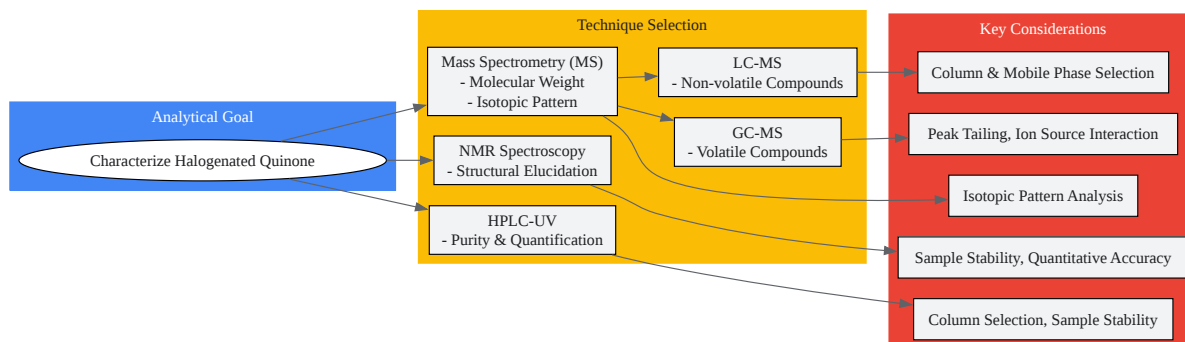 Analytical Goal
Characterize Halogenated Quinone
Technique Selection
Mass Spectrometry (MS)
- Molecular Weight
- Isotopic Pattern
LC-MS
- Non-volatile Compounds
GC-MS
- Volatile Compounds
NMR Spectroscopy
- Structural Elucidation
HPLC-UV
- Purity & Quantification
Key Considerations
Column & Mobile Phase Selection
Peak Tailing, Ion Source Interaction
Isotopic Pattern Analysis
Sample Stability, Quantitative Accuracy
Column Selection, Sample Stability